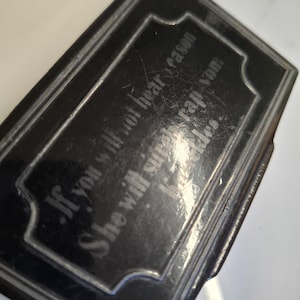 If you will not hear reason
She will surely rap your
knuckles